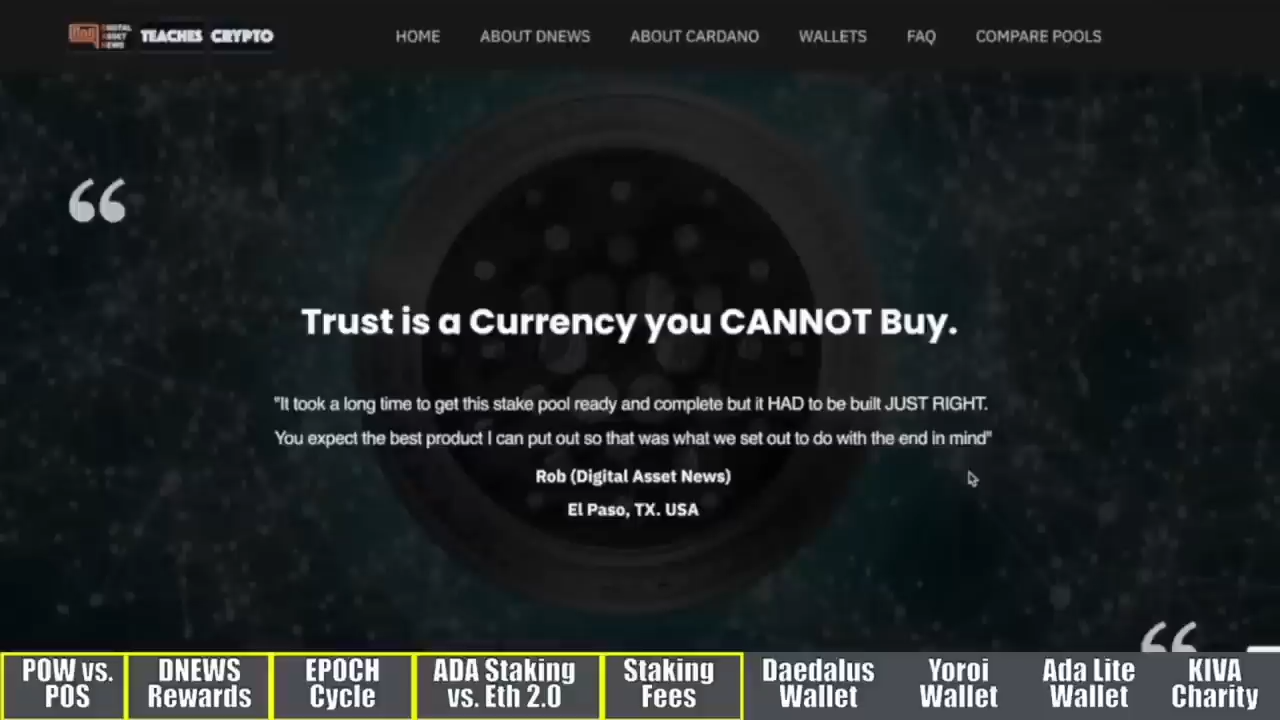 DIGITAL ASSET NEWS TEACHES CRYPTO HOME ABOUT DNEWS ABOUT CARDANO WALLETS FAQ COMPARE POOLS
“
Trust is a Currency you CANNOT Buy.
"It took a long time to get this stake pool ready and complete but it HAD to be built JUST RIGHT.
You expect the best product I can put out so that was what we set out to do with the end in mind"
Rob (Digital Asset News)
El Paso, TX. USA
“
POW vs. POS
DNEWS Rewards
EPOCH Cycle
ADA Staking vs. Eth 2.0
Staking Fees
Daedalus Wallet
Yoroi Wallet
Ada Lite Wallet
KIVA Charity